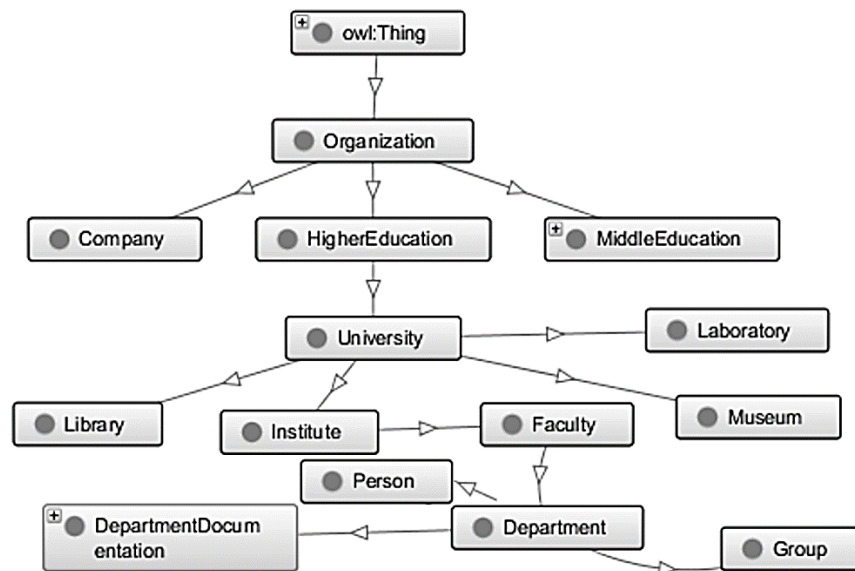 owl:Thing
Organization
Company
HigherEducation
MiddleEducation
University
Laboratory
Library
Institute
Faculty
Museum
Person
DepartmentDocum
entation
Department
Group